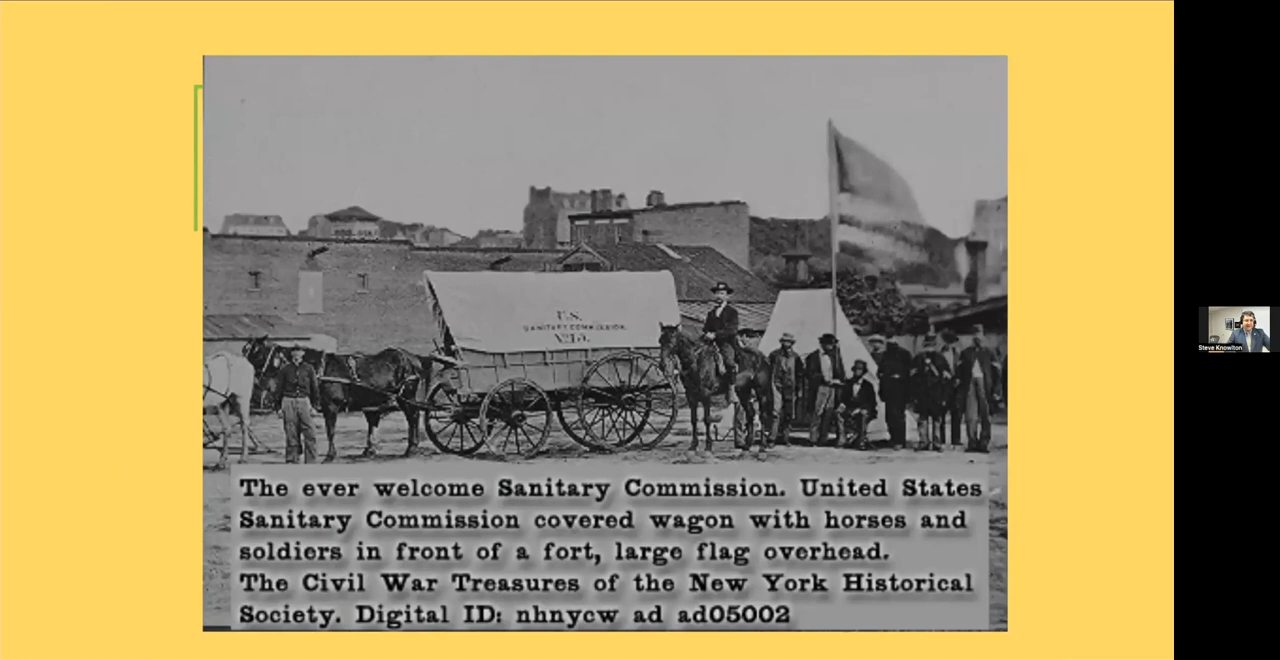 U.S.
SANITARY COMMISSION.
No. 15.
The ever welcome Sanitary Commission. United States
Sanitary Commission covered wagon with horses and
soldiers in front of a fort, large flag overhead.
The Civil War Treasures of the New York Historical
Society. Digital ID: nhnycw ad ad05002
Steve Knowlton